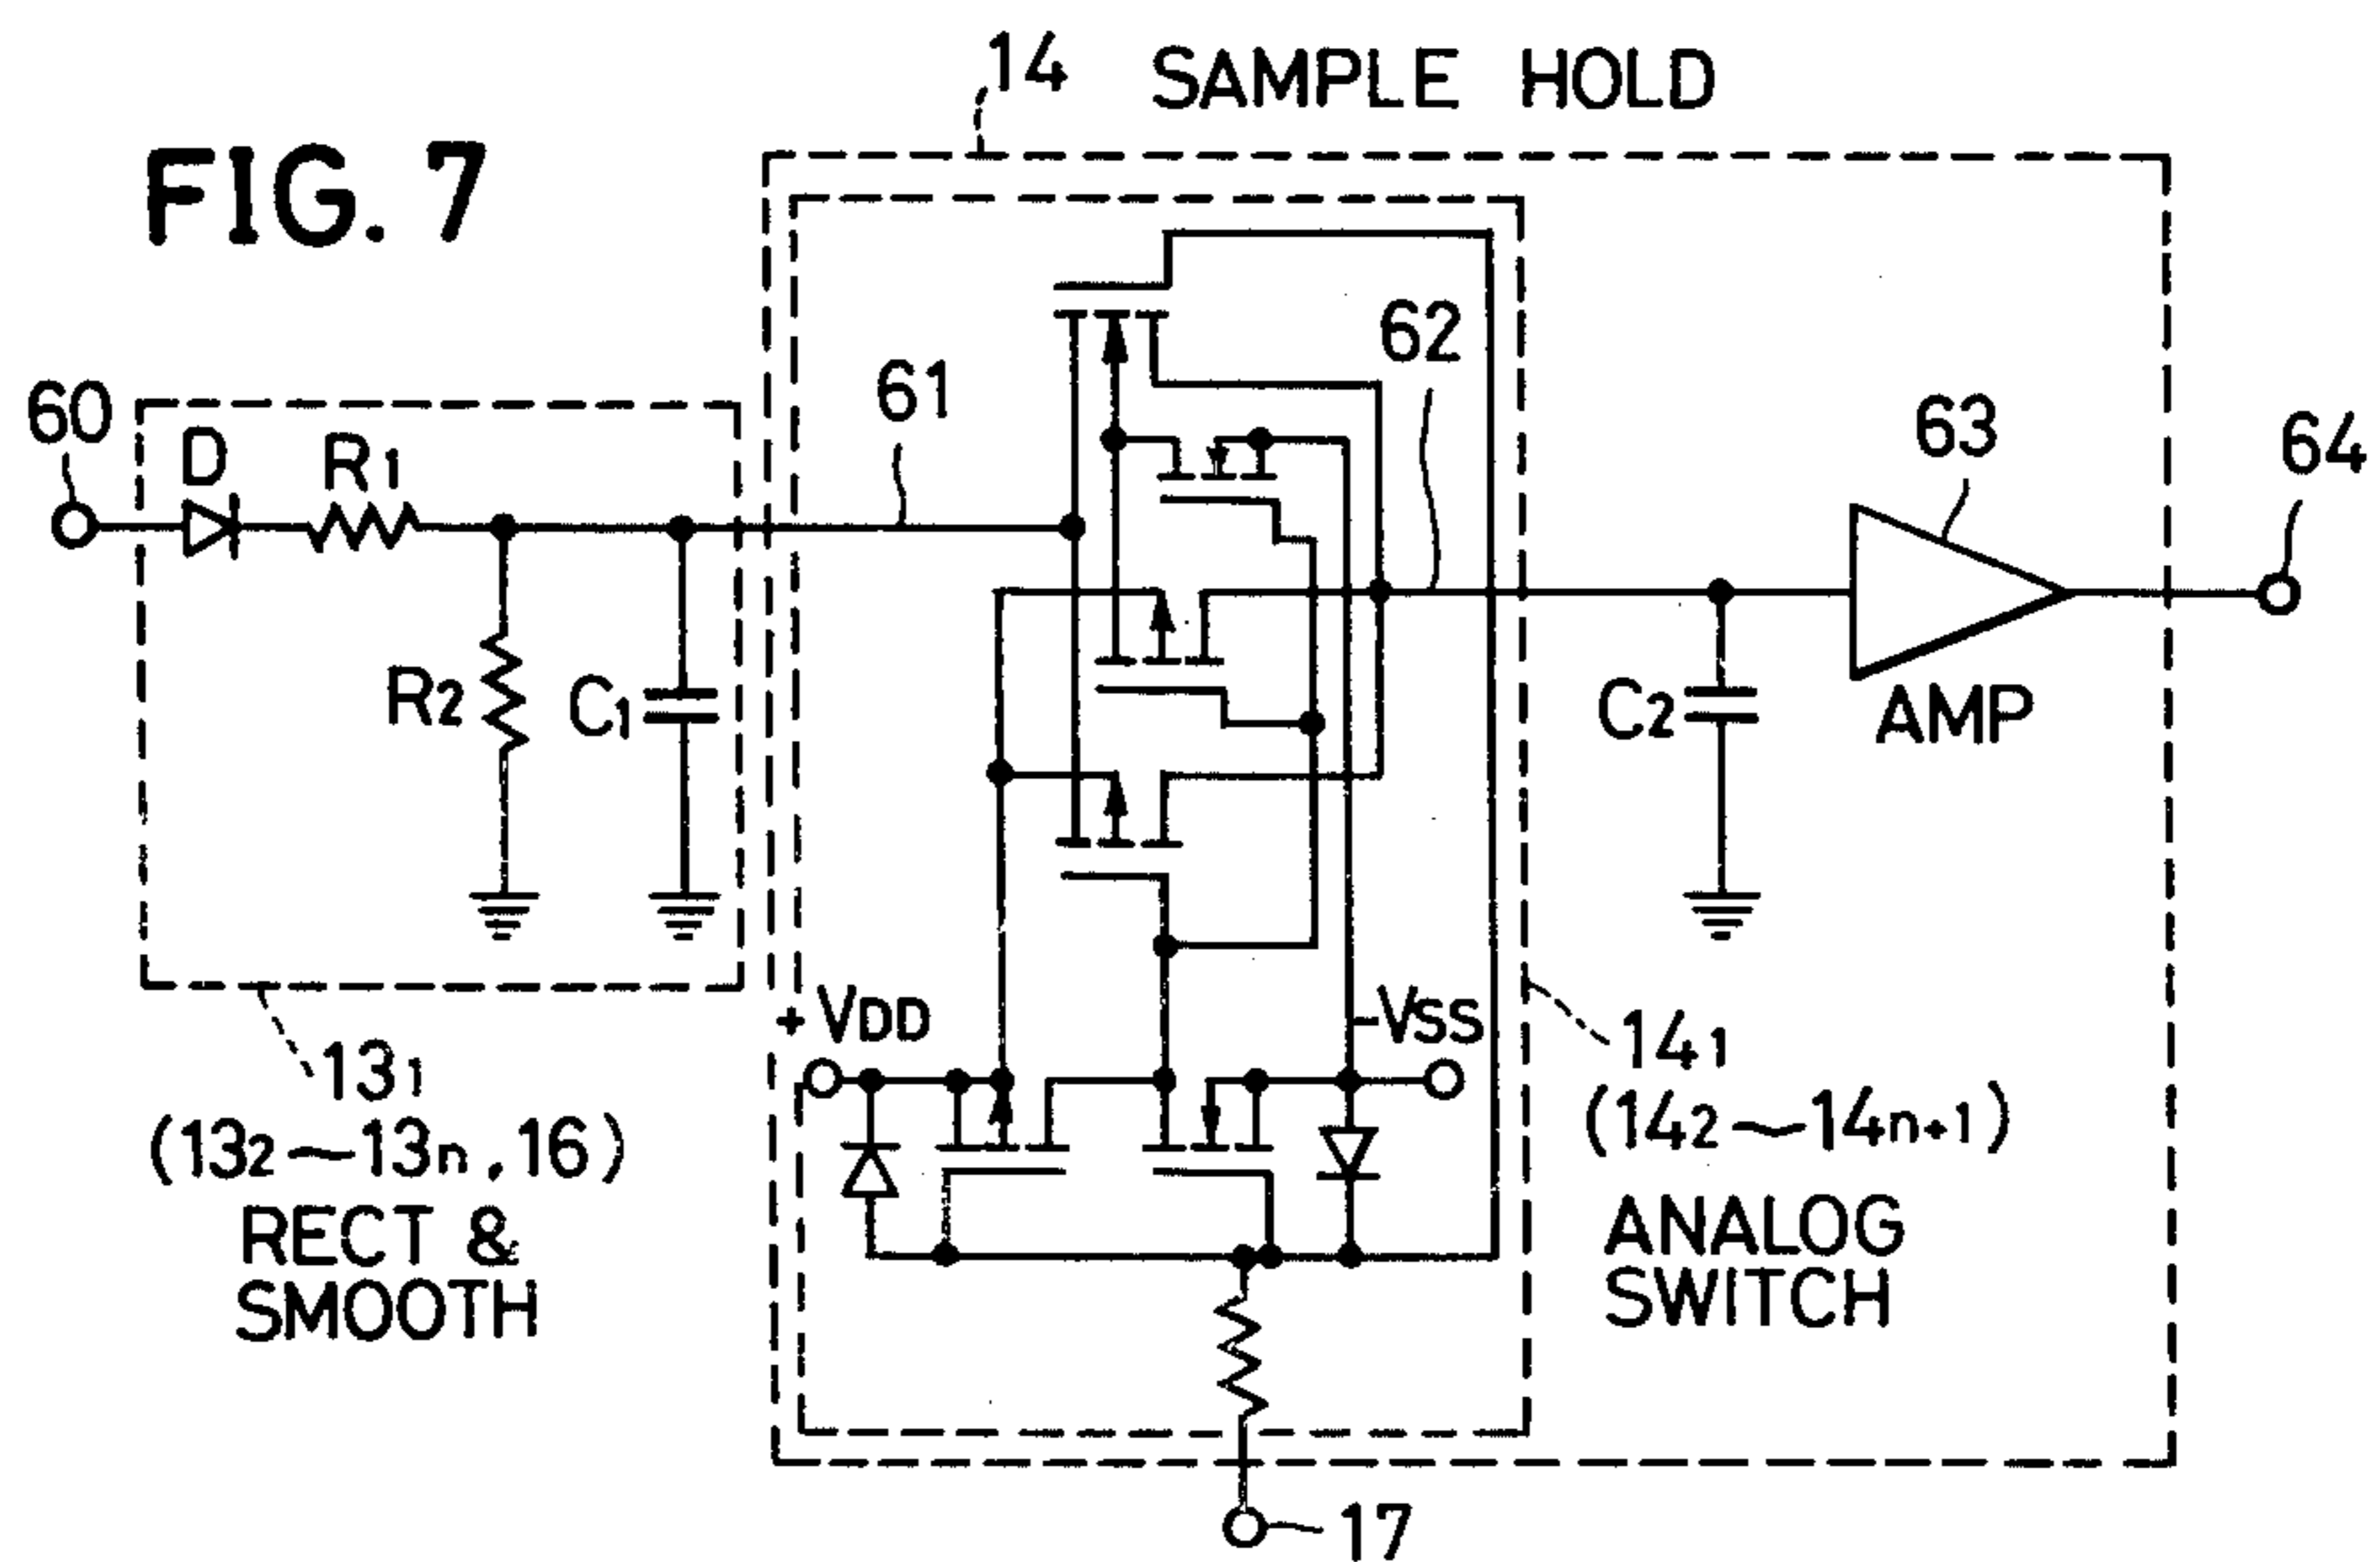 14 SAMPLE HOLD
FIG. 7
60
D
R1
61
62
63
64
R2
C1
C2
AMP
+VDD
-VSS
131
(132~13n, 16)
RECT &
SMOOTH
141
(142~14n+1)
ANALOG
SWITCH
17